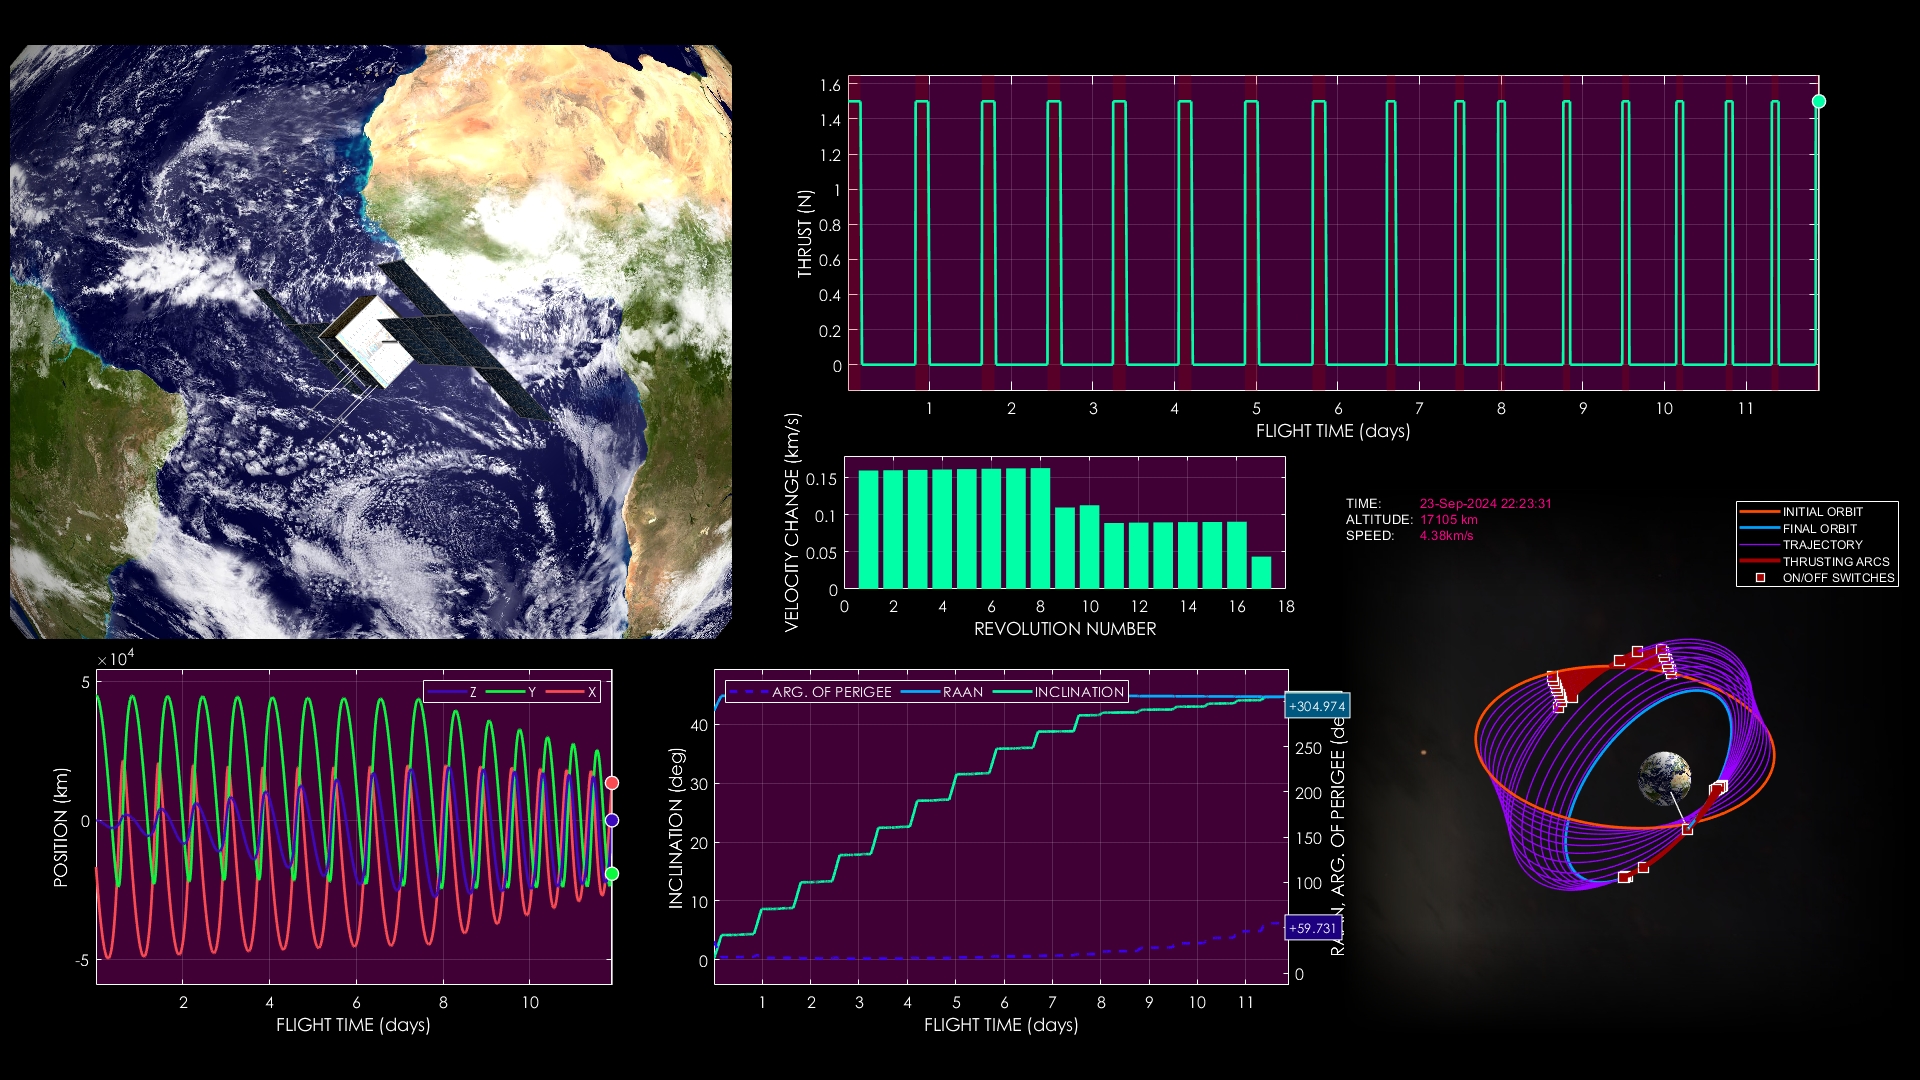 1.6
1.4
1.2
1
0.8
0.6
0.4
0.2
0
THRUST (N)
1 2 3 4 5 6 7 8 9 10 11
FLIGHT TIME (days)
VELOCITY CHANGE (km/s)
0.15
0.1
0.05
0
0 2 4 6 8 10 12 14 16 18
REVOLUTION NUMBER
TIME: 23-Sep-2024 22:23:31
ALTITUDE: 17105 km
SPEED: 4.38km/s
INITIAL ORBIT
FINAL ORBIT
TRAJECTORY
THRUSTING ARCS
ON/OFF SWITCHES
×10⁴
5
0
-5
POSITION (km)
Z Y X
2 4 6 8 10
FLIGHT TIME (days)
ARG. OF PERIGEE RAAN INCLINATION
40
30
20
10
0
INCLINATION (deg)
1 2 3 4 5 6 7 8 9 10 11
FLIGHT TIME (days)
+304.974
250
200
150
100
+59.731
0
ARG. OF PERIGEE